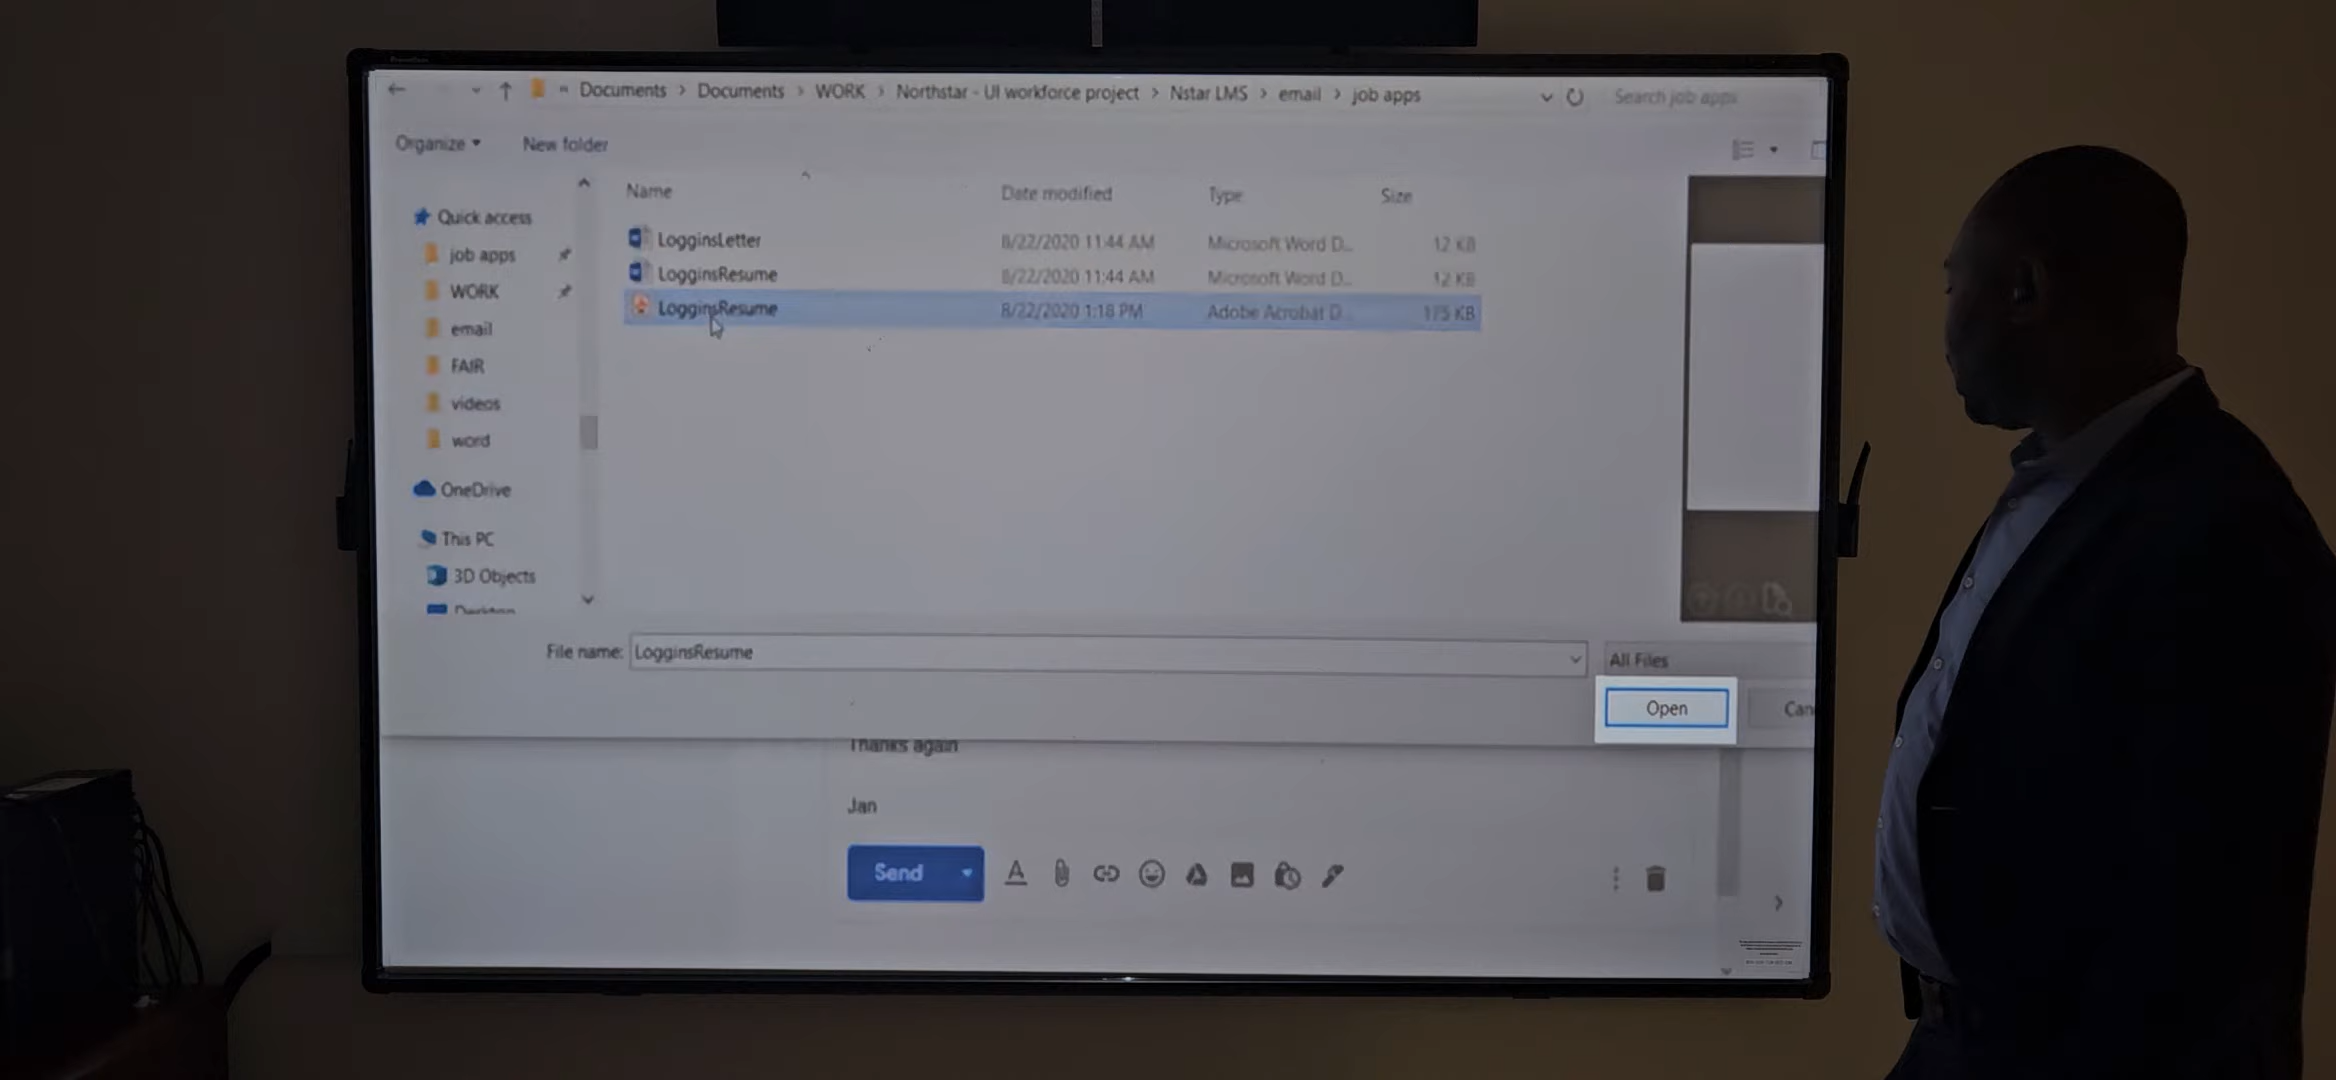 Documents > Documents > WORK > Northstar - UI workforce project > Nstar LMS > email > job apps
Search job apps
Organize
New folder
Name Date modified Type Size
Quick access
job apps
WORK
email
FAIR
videos
word
OneDrive
This PC
3D Objects
Desktop
LogginsLetter 8/22/2020 11:44 AM Microsoft Word D... 12 KB
LogginsResume 8/22/2020 11:44 AM Microsoft Word D... 12 KB
LogginsResume 8/22/2020 1:18 PM Adobe Acrobat D... 175 KB
File name: LogginsResume
All Files
Open
Can
Thanks again
Jan
Send